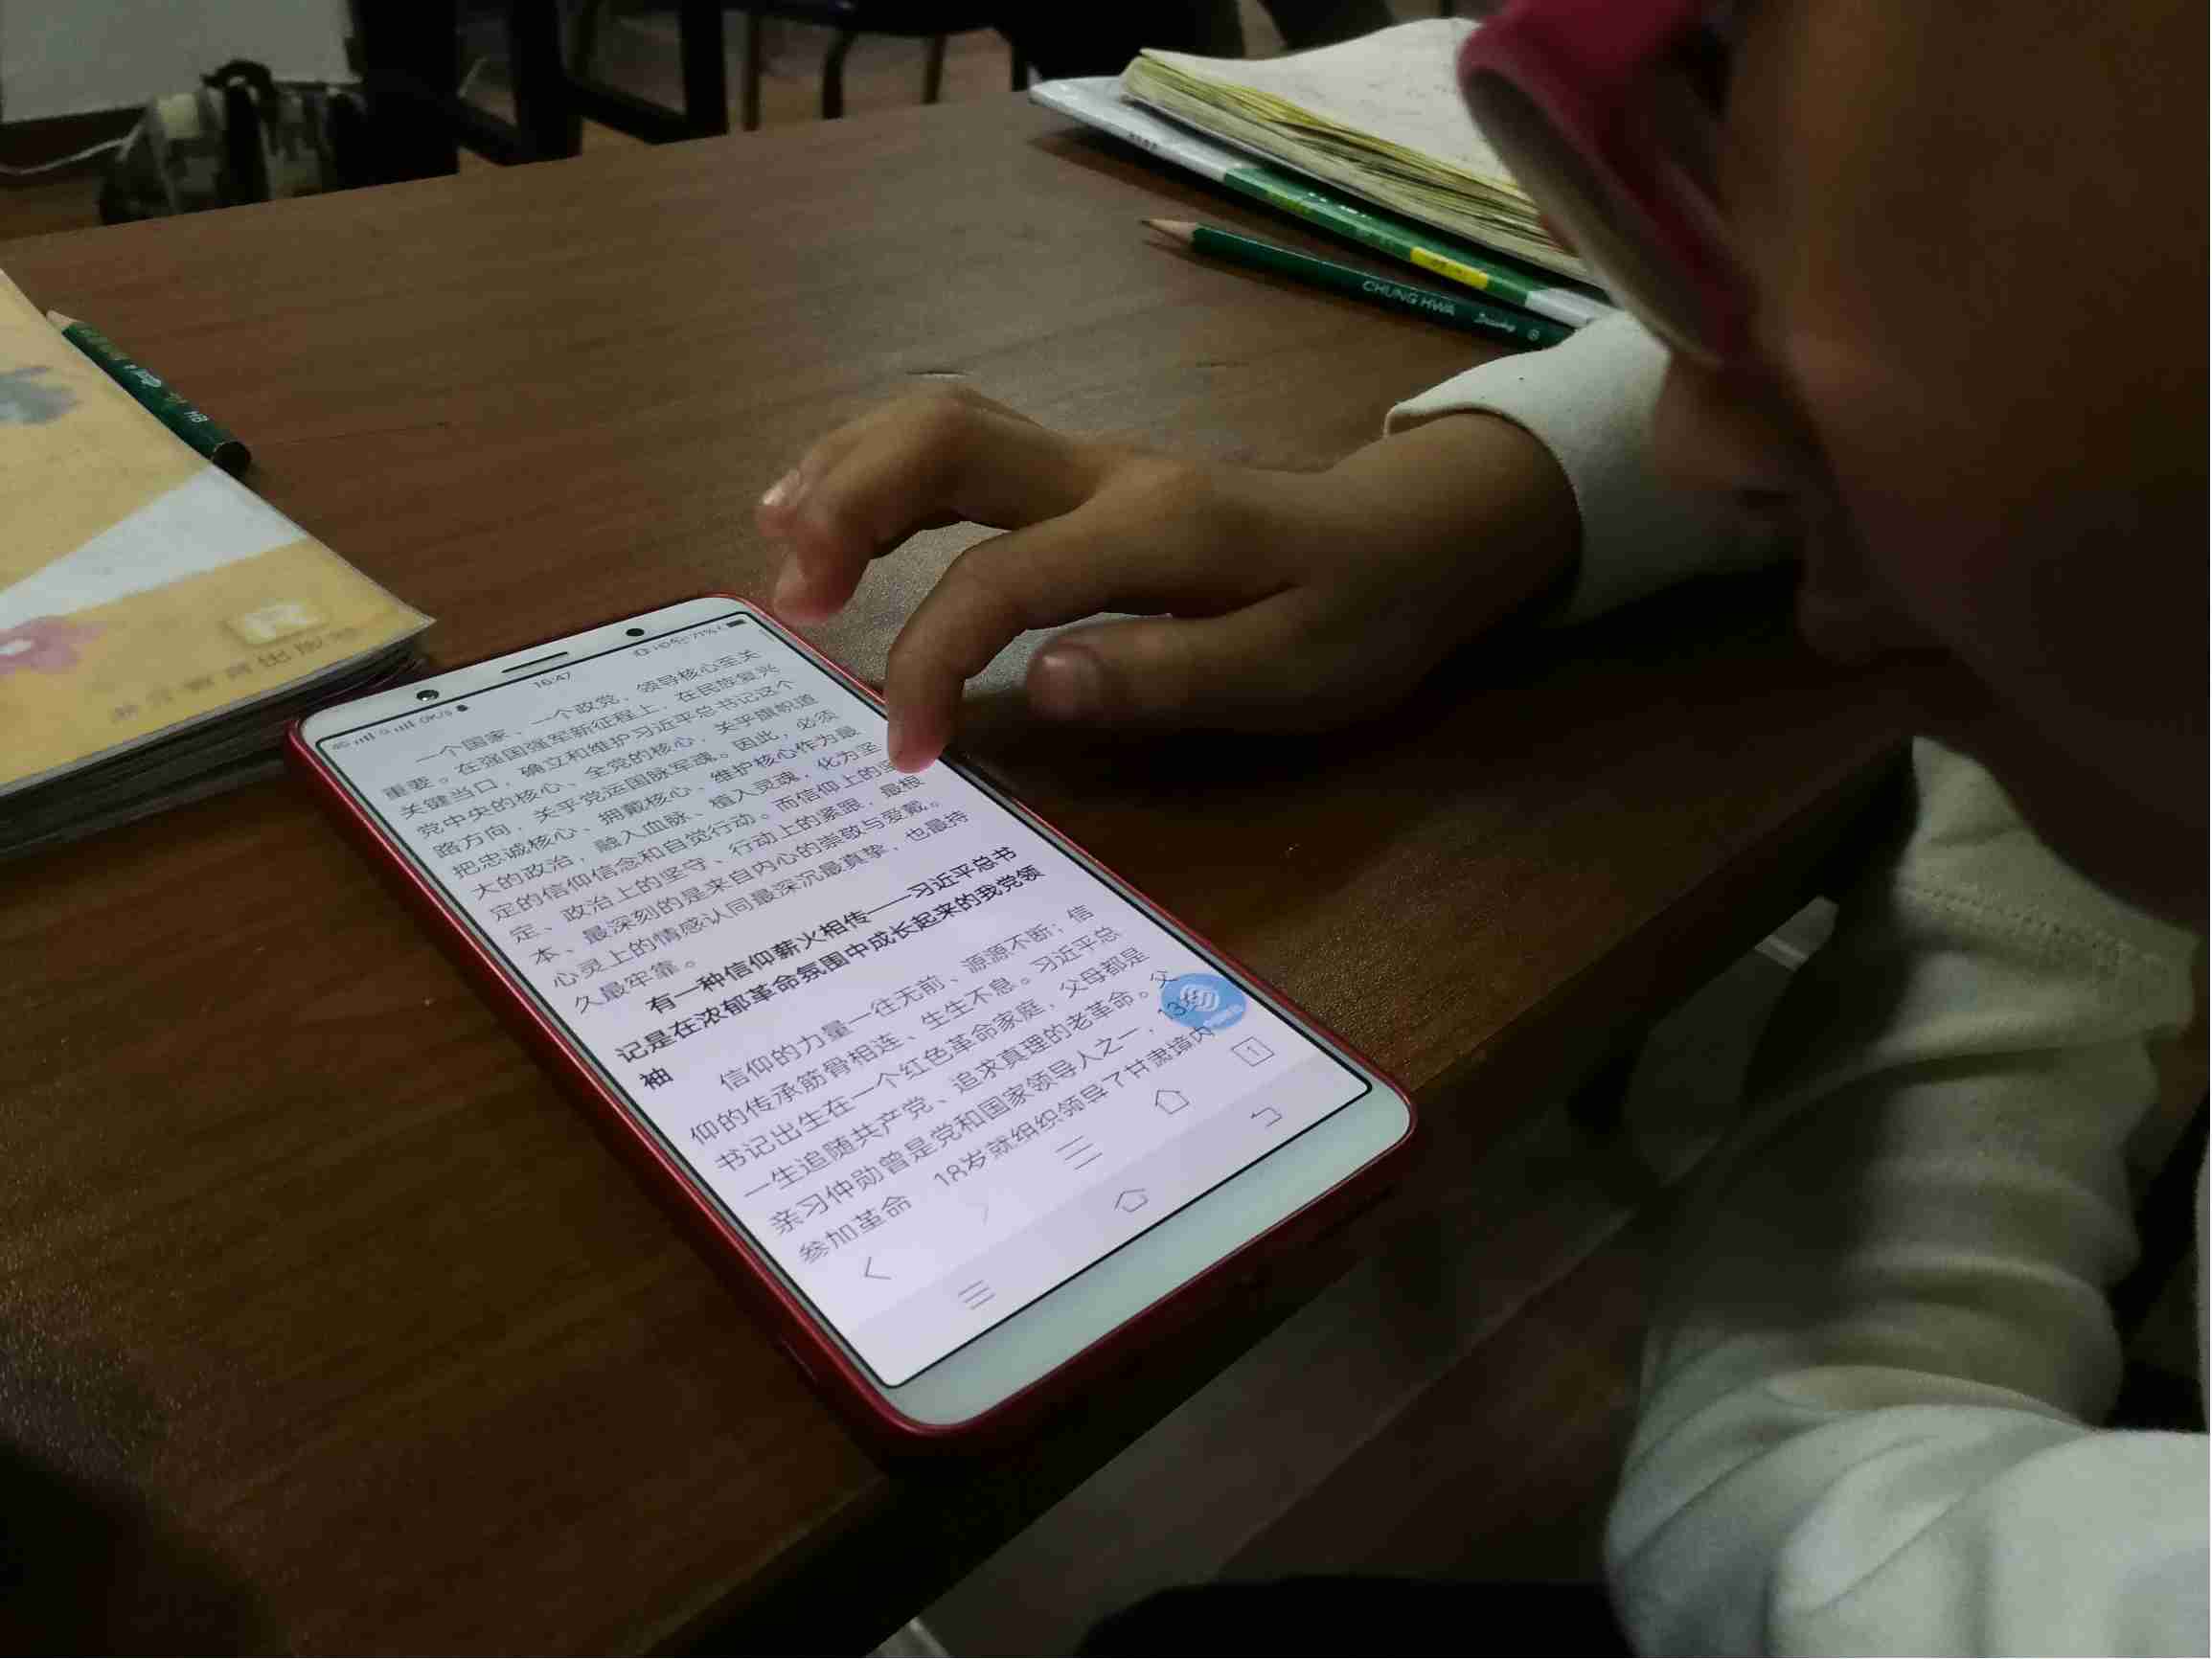 16:47
一个国家、一个政党，领导核心至关
重要。在强国强军新征程上，在民族复兴
关键当口，确立和维护习近平总书记这个
党中央的核心、全党的核心，关乎旗帜道
路方向，关乎党运国脉军魂。因此，必须
把忠诚核心、拥戴核心、维护核心作为最
大的政治，融入血脉、植入灵魂，化为坚
定的信仰信念和自觉行动。而信仰上的坚
定、政治上的坚守、行动上的紧跟，最根
本、最深刻的是来自内心的崇敬与爱戴。
心灵上的情感认同最深沉最真挚，也最持
久最牢靠。
有一种信仰薪火相传——习近平总书
记是在浓郁革命氛围中成长起来的我党领
袖
信仰的力量一往无前、源源不断；信
仰的传承筋骨相连、生生不息。习近平总
书记出生在一个红色革命家庭，父母都是
一生追随共产党、追求真理的老革命。父
亲习仲勋曾是党和国家领导人之一，13岁
参加革命 18岁就组织领导了甘肃境内
1
CHUNG HWA
R